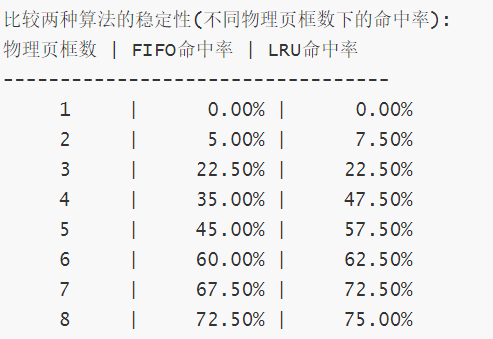 比较两种算法的稳定性(不同物理页框数下的命中率):
物理页框数 | FIFO命中率 | LRU命中率
----------------------------------
1 | 0.00% | 0.00%
2 | 5.00% | 7.50%
3 | 22.50% | 22.50%
4 | 35.00% | 47.50%
5 | 45.00% | 57.50%
6 | 60.00% | 62.50%
7 | 67.50% | 72.50%
8 | 72.50% | 75.00%